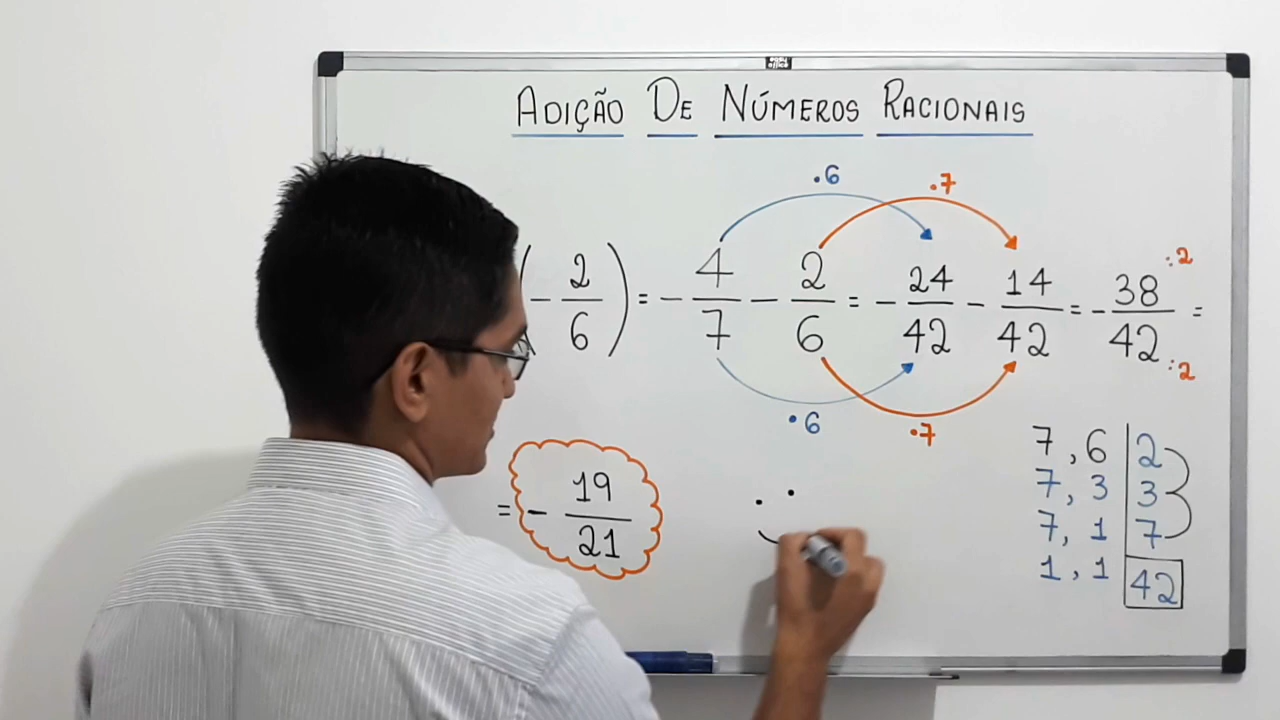 ADIÇÃO DE NÚMEROS RACIONAIS
.6 .7
(- 2/6) = - 4/7 - 2/6 = - 24/42 - 14/42 = - 38/42 =
:2
:2
.6 .7
= - 19/21
7, 6 | 2
7, 3 | 3
7, 1 | 7
1, 1 | 42